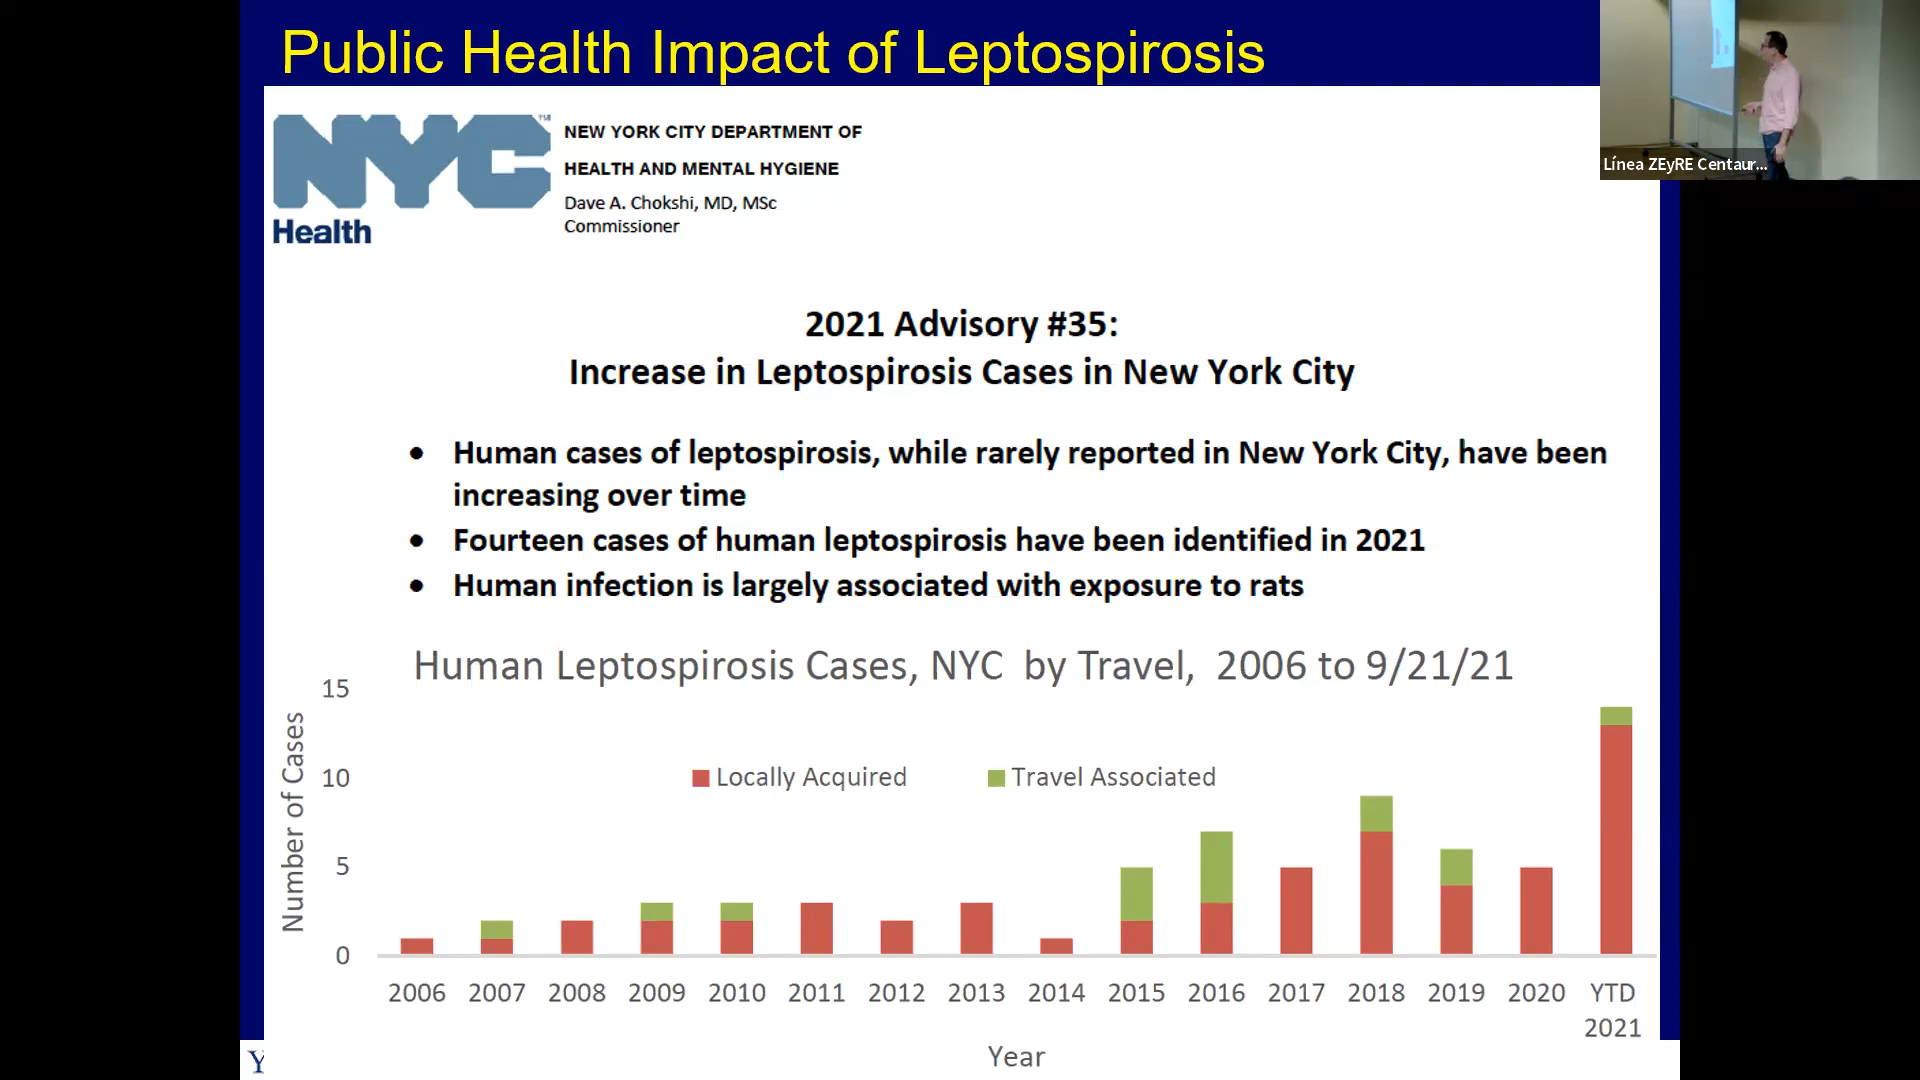 Public Health Impact of Leptospirosis
NYC
TM
Health
NEW YORK CITY DEPARTMENT OF
HEALTH AND MENTAL HYGIENE
Dave A. Chokshi, MD, MSc
Commissioner
Línea ZEyRE Centaur...
2021 Advisory #35:
Increase in Leptospirosis Cases in New York City
• Human cases of leptospirosis, while rarely reported in New York City, have been
increasing over time
• Fourteen cases of human leptospirosis have been identified in 2021
• Human infection is largely associated with exposure to rats
Human Leptospirosis Cases, NYC by Travel, 2006 to 9/21/21
Number of Cases
15
10
5
0
Locally Acquired Travel Associated
2006 2007 2008 2009 2010 2011 2012 2013 2014 2015 2016 2017 2018 2019 2020 YTD
2021
Year
Y